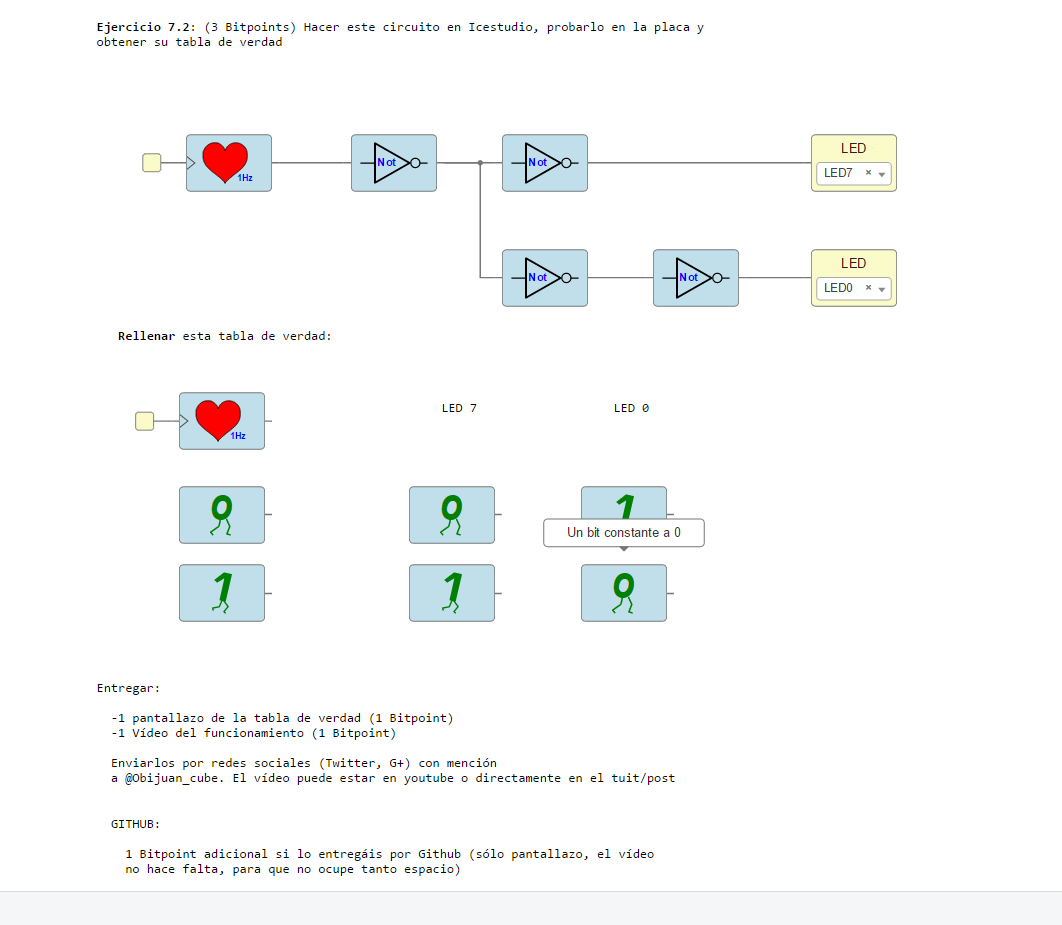 Ejercicio 7.2: (3 Bitpoints) Hacer este circuito en Icestudio, probarlo en la placa y
obtener su tabla de verdad
1Hz
Not
Not
LED
LED7 × ▾
Not
Not
LED
LED0 × ▾
Rellenar esta tabla de verdad:
1Hz
LED 7
LED 0
0
0
1
Un bit constante a 0
1
1
0
Entregar:
-1 pantallazo de la tabla de verdad (1 Bitpoint)
-1 Vídeo del funcionamiento (1 Bitpoint)
Enviarlos por redes sociales (Twitter, G+) con mención
a @Obijuan_cube. El vídeo puede estar en youtube o directamente en el tuit/post
GITHUB:
1 Bitpoint adicional si lo entregáis por Github (sólo pantallazo, el vídeo
no hace falta, para que no ocupe tanto espacio)